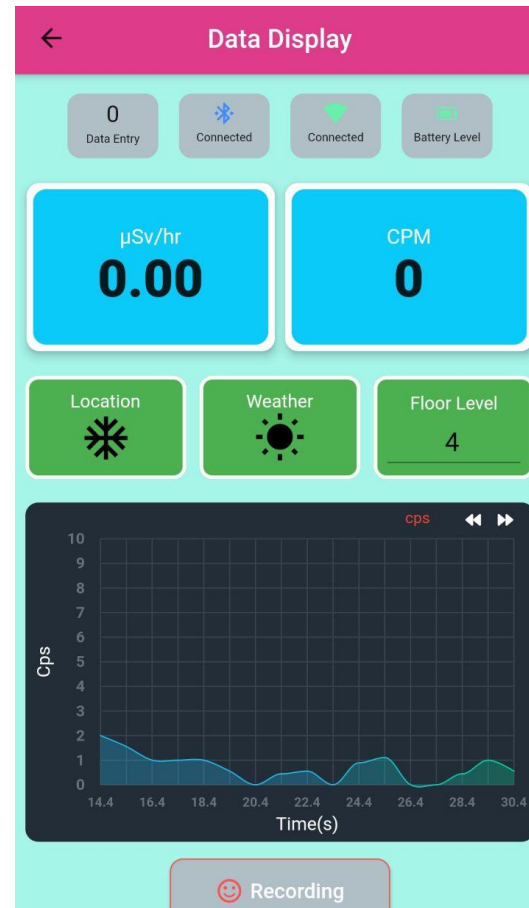 Data Display
0
Data Entry
Connected
Connected
Battery Level
μSv/hr
0.00
CPM
0
Location
Weather
Floor Level
4
cps
10
9
8
7
6
5
4
3
2
1
0
Cps
14.4 16.4 18.4 20.4 22.4 24.4 26.4 28.4 30.4
Time(s)
Recording